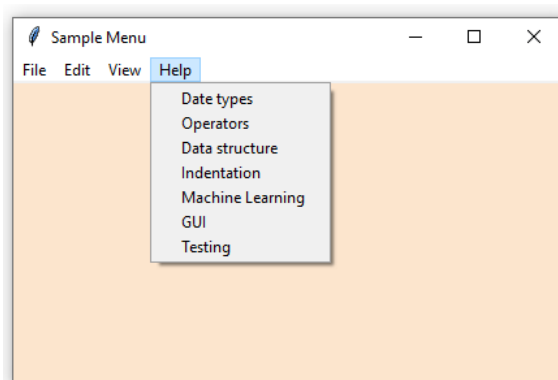 Sample Menu
File Edit View Help
Date types
Operators
Data structure
Indentation
Machine Learning
GUI
Testing